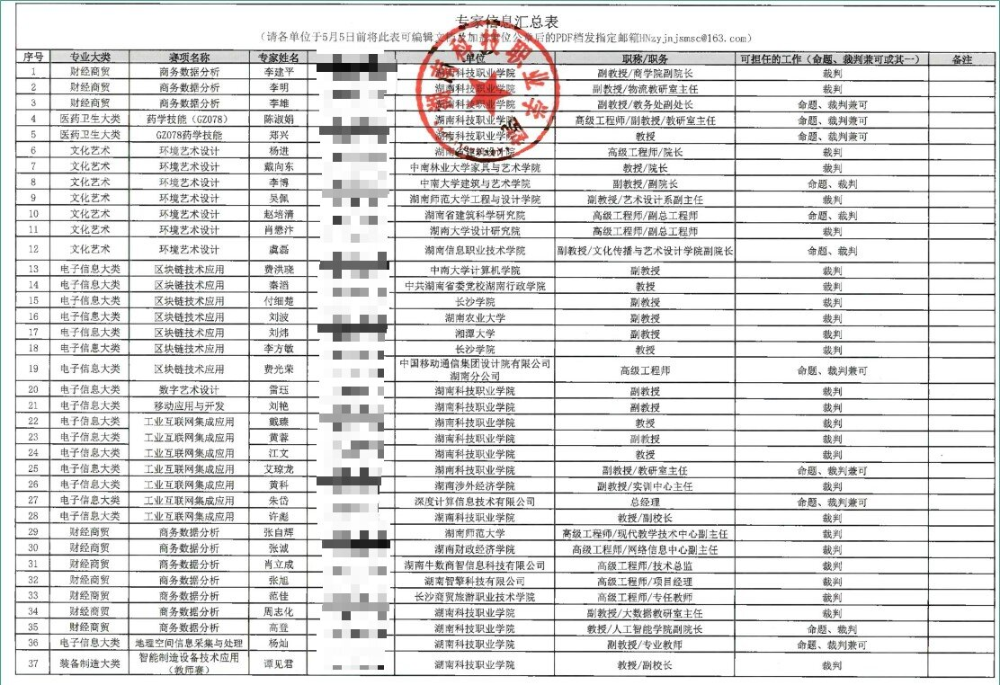 专家信息汇总表
(请各单位于5月5日前将此表可编辑文档及加盖单位公章后的PDF档发指定邮箱HNzyjnjsmsc@163.com)
序号 专业大类 赛项名称 专家姓名 单位 职称/职务 可担任的工作(命题、裁判兼可或其一) 备注
1 财经商贸 商务数据分析 李建平 湖南科技职业学院 副教授/商学院副院长 裁判
2 财经商贸 商务数据分析 李明 湖南科技职业学院 副教授/物流教研室主任 裁判
3 财经商贸 商务数据分析 李雄 湖南科技职业学院 副教授/教务处副处长 命题、裁判兼可
4 医药卫生大类 药学技能(GZ078) 陈淑娟 湖南科技职业学院 高级工程师/副教授/教研室主任 命题、裁判兼可
5 医药卫生大类 GZ078药学技能 郑兴 湖南科技职业学院 教授 命题、裁判兼可
6 文化艺术 环境艺术设计 杨进 高级工程师/院长 裁判
7 文化艺术 环境艺术设计 戴向东 中南林业大学家具与艺术学院 教授/院长 裁判
8 文化艺术 环境艺术设计 李博 中南大学建筑与艺术学院 副教授/副院长 命题、裁判
9 文化艺术 环境艺术设计 吴佩 湖南师范大学工程与设计学院 副教授/艺术设计系副主任 裁判
10 文化艺术 环境艺术设计 赵培清 湖南省建筑科学研究院 高级工程师/副总工程师 命题、裁判
11 文化艺术 环境艺术设计 肖懋汴 湖南大学设计研究院 高级工程师/副总工程师 裁判
12 文化艺术 环境艺术设计 虞磊 湖南信息职业技术学院 副教授/文化传播与艺术设计学院副院长 命题、裁判
13 电子信息大类 区块链技术应用 费洪晓 中南大学计算机学院 副教授 裁判
14 电子信息大类 区块链技术应用 秦滔 中共湖南省委党校湖南行政学院 教授 裁判
15 电子信息大类 区块链技术应用 付细楚 长沙学院 副教授 裁判
16 电子信息大类 区块链技术应用 刘波 湖南农业大学 副教授 裁判
17 电子信息大类 区块链技术应用 刘炜 湘潭大学 副教授 裁判
18 电子信息大类 区块链技术应用 李方敏 长沙学院 教授 裁判
19 电子信息大类 区块链技术应用 费光荣 中国移动通信集团设计院有限公司 高级工程师 命题、裁判兼可
湖南分公司
20 电子信息大类 数字艺术设计 雷珏 湖南科技职业学院 副教授 裁判
21 电子信息大类 移动应用与开发 刘艳 湖南科技职业学院 副教授 裁判
22 电子信息大类 工业互联网集成应用 戴臻 湖南科技职业学院 教授 裁判
23 电子信息大类 工业互联网集成应用 黄蓉 湖南科技职业学院 副教授 裁判
24 电子信息大类 工业互联网集成应用 江文 湖南科技职业学院 教授 裁判
25 电子信息大类 工业互联网集成应用 艾琼龙 湖南科技职业学院 副教授/教研室主任 命题、裁判兼可
26 电子信息大类 工业互联网集成应用 黄科 湖南涉外经济学院 副教授/实训中心主任 裁判
27 电子信息大类 工业互联网集成应用 朱岱 深度计算信息技术有限公司 总经理 命题、裁判兼可
28 电子信息大类 工业互联网集成应用 许彪 湖南科技职业学院 教授/副校长 裁判
29 财经商贸 商务数据分析 张自辉 湖南师范大学 高级工程师/现代教学技术中心副主任 裁判
30 财经商贸 商务数据分析 张诚 湖南财政经济学院 高级工程师/网络信息中心副主任 裁判
31 财经商贸 商务数据分析 肖立成 湖南牛数商智信息科技有限公司 高级工程师/技术总监 裁判
32 财经商贸 商务数据分析 张旭 湖南智擎科技有限公司 高级工程师/项目经理 裁判
33 财经商贸 商务数据分析 范佳 长沙商贸旅游职业技术学院 高级工程师/专任教师 裁判
34 财经商贸 商务数据分析 周志化 湖南科技职业学院 副教授/大数据教研室主任 裁判
35 财经商贸 商务数据分析 高登 湖南科技职业学院 教授/人工智能学院副院长 命题、裁判
36 电子信息大类 地理空间信息采集与处理 杨灿 湖南科技职业学院 副教授/专业教师 命题、裁判兼可
37 装备制造大类 智能制造设备技术应用 谭见君 湖南科技职业学院 教授/副校长 裁判
(教师赛)
湖南科技职业学院